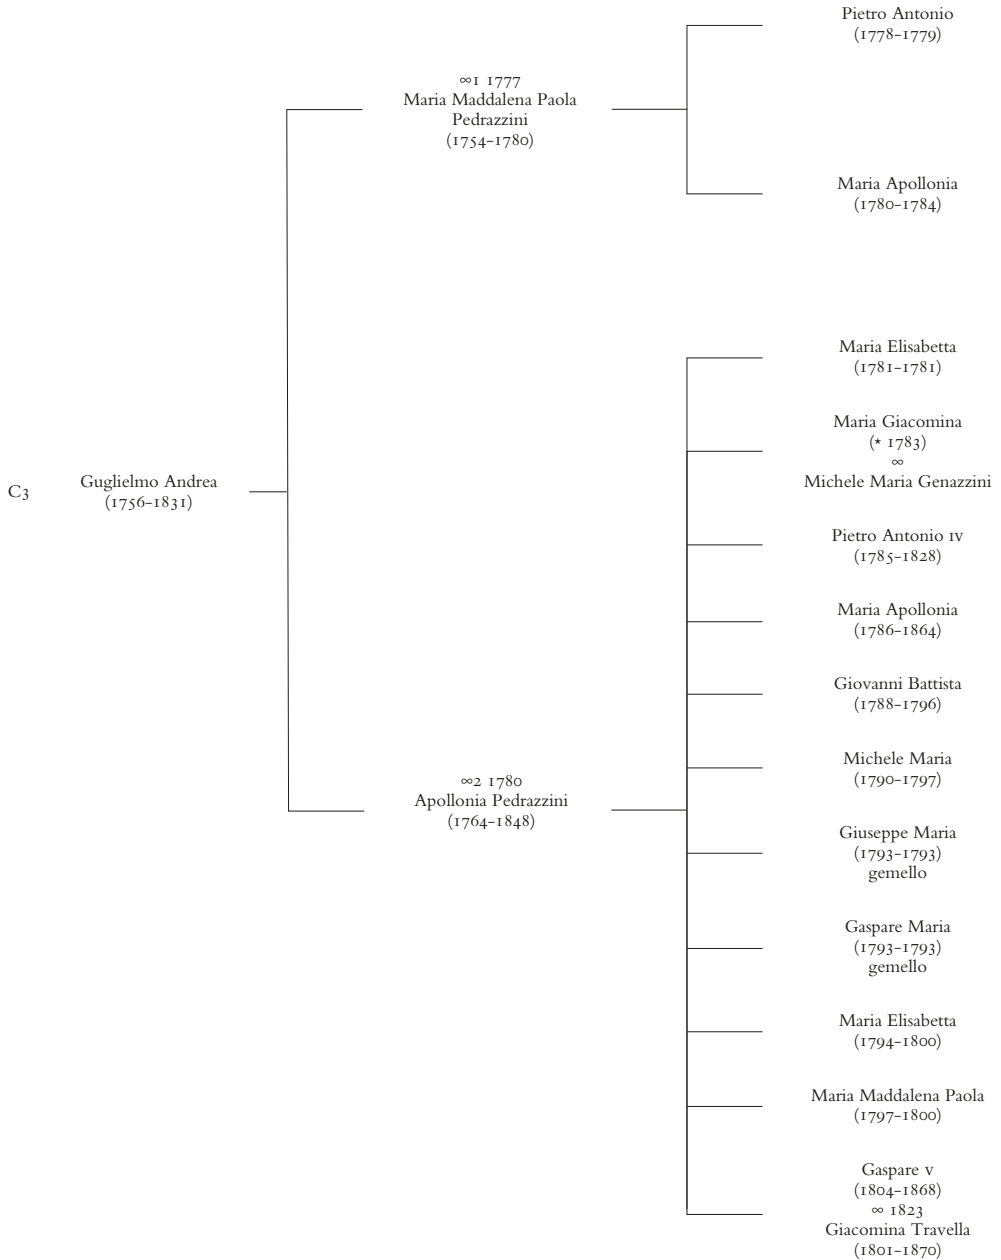 C3
Guglielmo Andrea
(1756-1831)
∞1 1777
Maria Maddalena Paola
Pedrazzini
(1754-1780)
Pietro Antonio
(1778-1779)
Maria Apollonia
(1780-1784)
∞2 1780
Apollonia Pedrazzini
(1764-1848)
Maria Elisabetta
(1781-1781)
Maria Giacomina
(* 1783)
∞
Michele Maria Genazzini
Pietro Antonio IV
(1785-1828)
Maria Apollonia
(1786-1864)
Giovanni Battista
(1788-1796)
Michele Maria
(1790-1797)
Giuseppe Maria
(1793-1793)
gemello
Gaspare Maria
(1793-1793)
gemello
Maria Elisabetta
(1794-1800)
Maria Maddalena Paola
(1797-1800)
Gaspare V
(1804-1868)
∞ 1823
Giacomina Travella
(1801-1870)